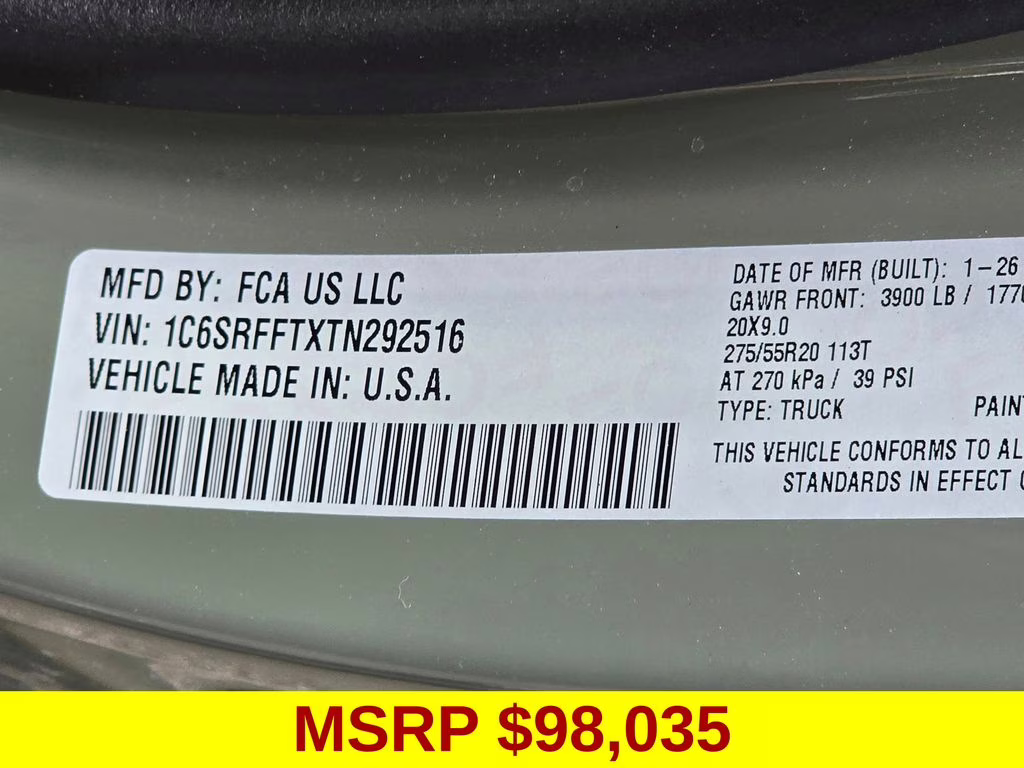 MFD BY: FCA US LLC
VIN: 1C6SRFFTXTN292516
VEHICLE MADE IN: U.S.A.
DATE OF MFR (BUILT): 1-26
GAWR FRONT: 3900 LB / 1770
20X9.0
275/55R20 113T
AT 270 kPa / 39 PSI
TYPE: TRUCK PAINT
THIS VEHICLE CONFORMS TO AL
STANDARDS IN EFFECT
MSRP $98,035